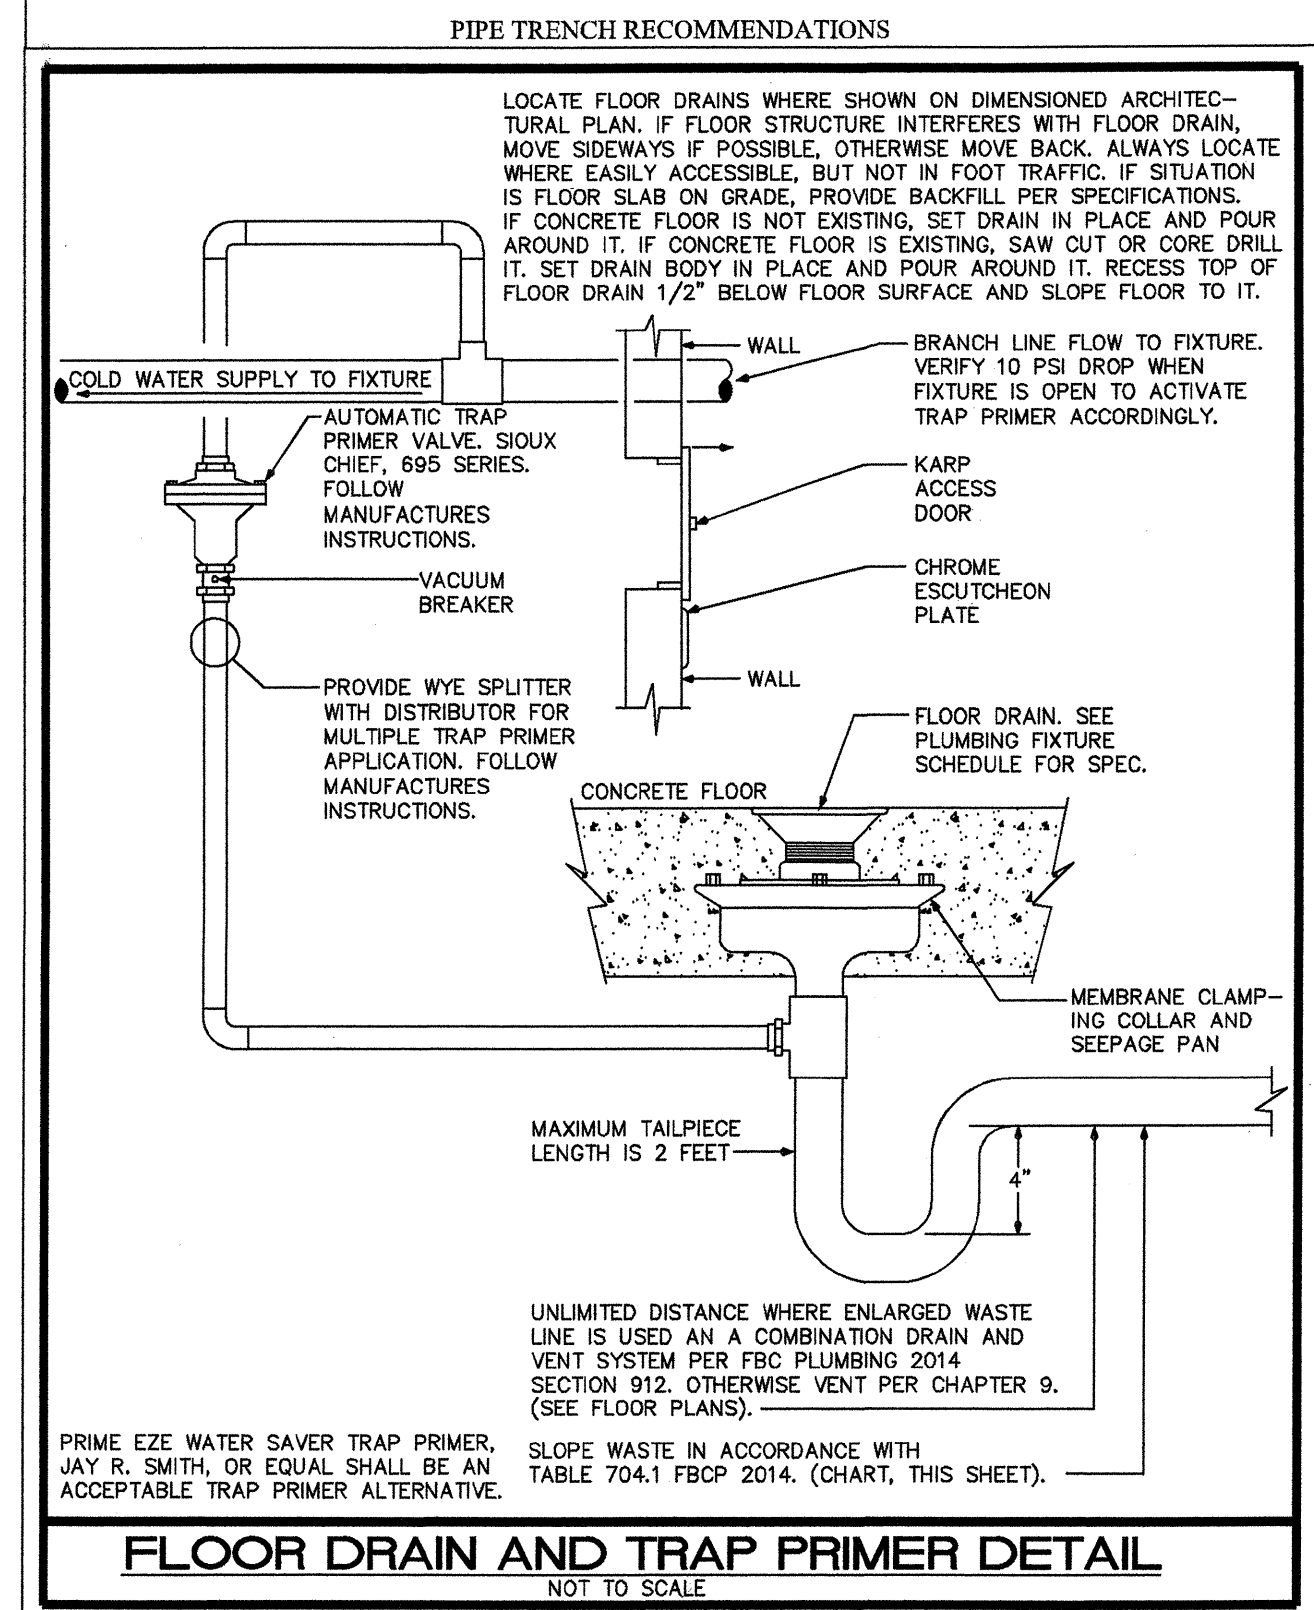 PIPE TRENCH RECOMMENDATIONS
LOCATE FLOOR DRAINS WHERE SHOWN ON DIMENSIONED ARCHITEC-
TURAL PLAN. IF FLOOR STRUCTURE INTERFERES WITH FLOOR DRAIN,
MOVE SIDEWAYS IF POSSIBLE, OTHERWISE MOVE BACK. ALWAYS LOCATE
WHERE EASILY ACCESSIBLE, BUT NOT IN FOOT TRAFFIC. IF SITUATION
IS FLOOR SLAB ON GRADE, PROVIDE BACKFILL PER SPECIFICATIONS.
IF CONCRETE FLOOR IS NOT EXISTING, SET DRAIN IN PLACE AND POUR
AROUND IT. IF CONCRETE FLOOR IS EXISTING, SAW CUT OR CORE DRILL
IT. SET DRAIN BODY IN PLACE AND POUR AROUND IT. RECESS TOP OF
FLOOR DRAIN 1/2" BELOW FLOOR SURFACE AND SLOPE FLOOR TO IT.
WALL
BRANCH LINE FLOW TO FIXTURE.
VERIFY 10 PSI DROP WHEN
FIXTURE IS OPEN TO ACTIVATE
TRAP PRIMER ACCORDINGLY.
COLD WATER SUPPLY TO FIXTURE
AUTOMATIC TRAP
PRIMER VALVE. SIOUX
CHIEF, 695 SERIES.
FOLLOW
MANUFACTURES
INSTRUCTIONS.
KARP
ACCESS
DOOR
VACUUM
BREAKER
CHROME
ESCUTCHEON
PLATE
WALL
PROVIDE WYE SPLITTER
WITH DISTRIBUTOR FOR
MULTIPLE TRAP PRIMER
APPLICATION. FOLLOW
MANUFACTURES
INSTRUCTIONS.
FLOOR DRAIN. SEE
PLUMBING FIXTURE
SCHEDULE FOR SPEC.
CONCRETE FLOOR
MEMBRANE CLAMP-
ING COLLAR AND
SEEPAGE PAN
MAXIMUM TAILPIECE
LENGTH IS 2 FEET
4"
UNLIMITED DISTANCE WHERE ENLARGED WASTE
LINE IS USED AN A COMBINATION DRAIN AND
VENT SYSTEM PER FBC PLUMBING 2014
SECTION 912. OTHERWISE VENT PER CHAPTER 9.
(SEE FLOOR PLANS).
SLOPE WASTE IN ACCORDANCE WITH
TABLE 704.1 FBCP 2014. (CHART, THIS SHEET).
PRIME EZE WATER SAVER TRAP PRIMER,
JAY R. SMITH, OR EQUAL SHALL BE AN
ACCEPTABLE TRAP PRIMER ALTERNATIVE.
FLOOR DRAIN AND TRAP PRIMER DETAIL
NOT TO SCALE